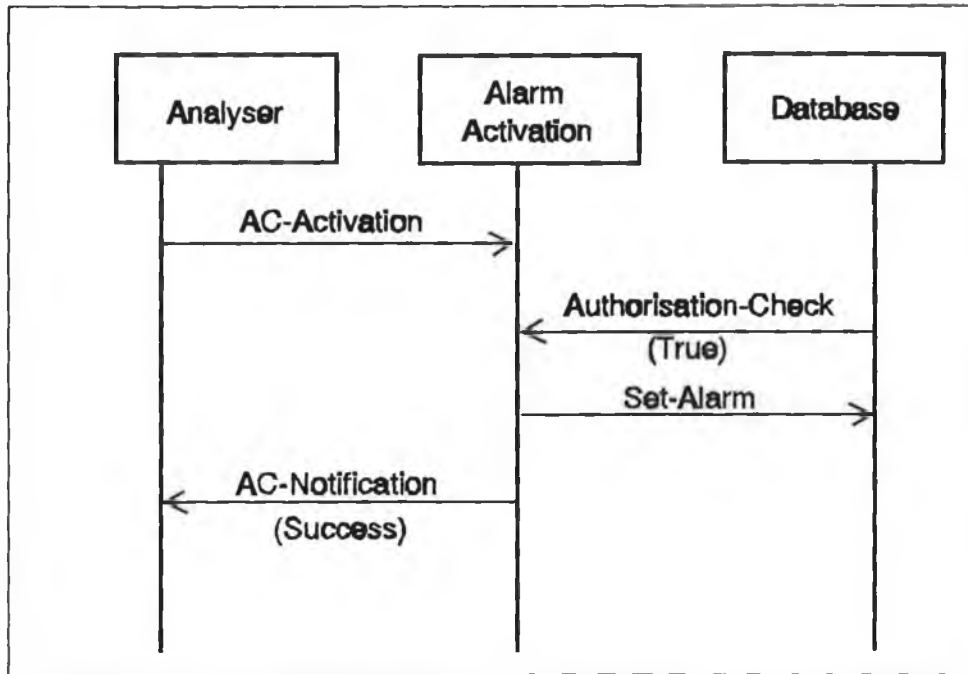 Analyser
Alarm
Activation
Database
AC-Activation
Authorisation-Check
(True)
Set-Alarm
AC-Notification
(Success)